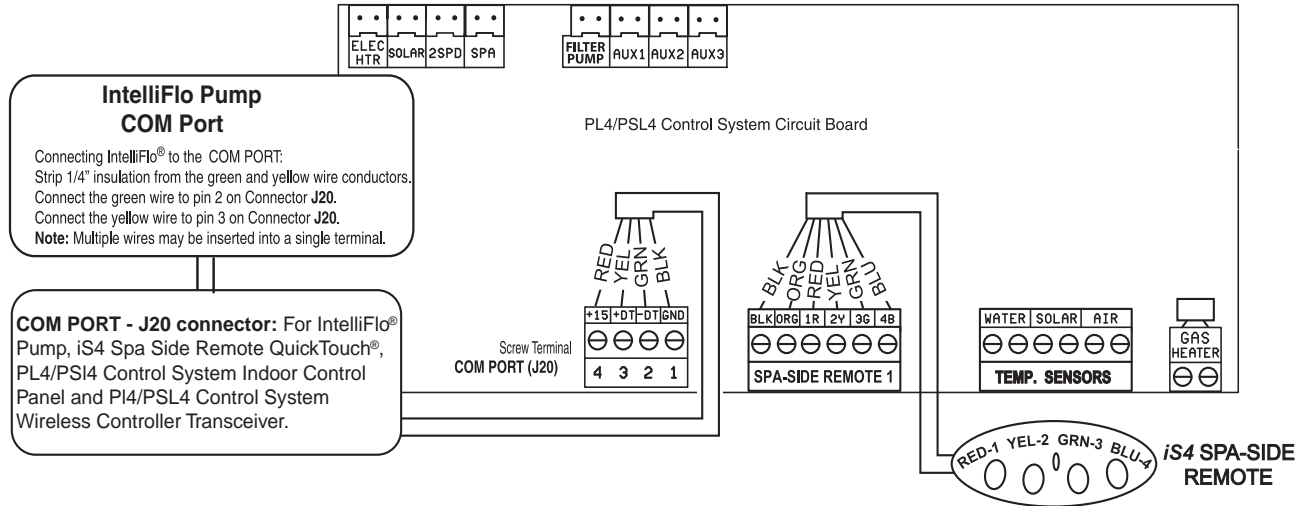 ELEC HTR SOLAR 2SPD SPA
FILTER PUMP AUX1 AUX2 AUX3
IntelliFlo Pump
COM Port
Connecting IntelliFlo® to the COM PORT:
Strip 1/4" insulation from the green and yellow wire conductors.
Connect the green wire to pin 2 on Connector J20.
Connect the yellow wire to pin 3 on Connector J20.
Note: Multiple wires may be inserted into a single terminal.
PL4/PSL4 Control System Circuit Board
COM PORT - J20 connector: For IntelliFlo®
Pump, iS4 Spa Side Remote QuickTouch®,
PL4/PSl4 Control System Indoor Control
Panel and Pl4/PSL4 Control System
Wireless Controller Transceiver.
RED YEL GRN BLK
+15 +DT -DT GND
Screw Terminal
COM PORT (J20)
4 3 2 1
BLK ORG RED YEL GRN BLU
BLK ORG 1R 2Y 3G 4B
SPA-SIDE REMOTE 1
WATER SOLAR AIR
TEMP. SENSORS
GAS
HEATER
RED-1 YEL-2 GRN-3 BLU-4
iS4 SPA-SIDE
REMOTE